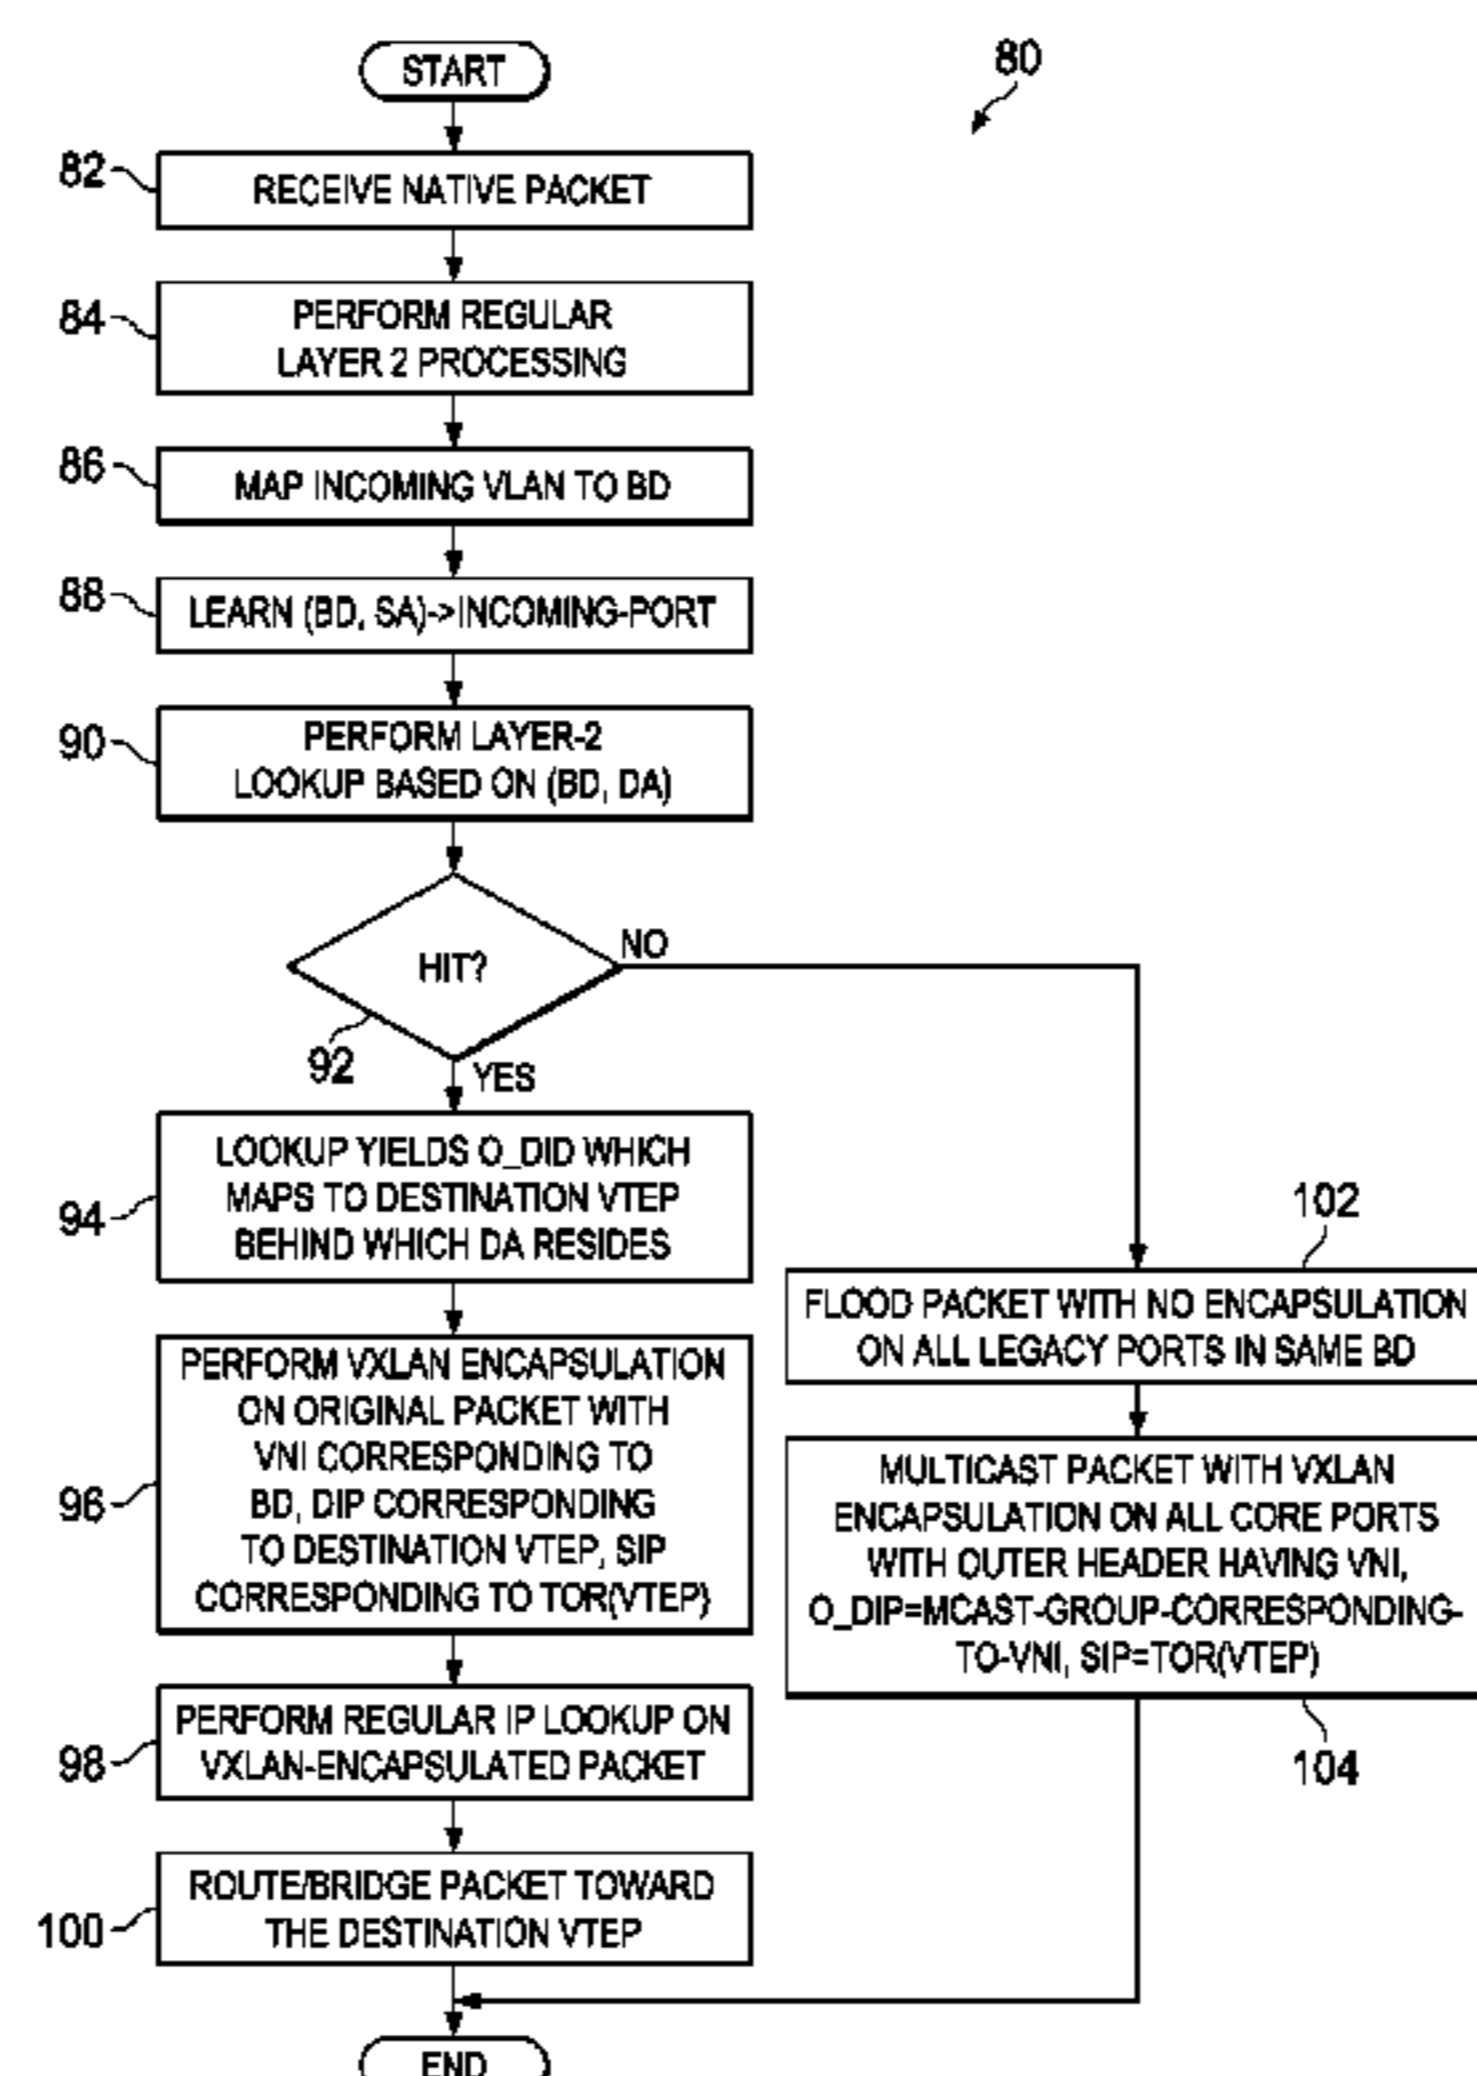 START
80
82
RECEIVE NATIVE PACKET
84
PERFORM REGULAR
LAYER 2 PROCESSING
86
MAP INCOMING VLAN TO BD
88
LEARN (BD, SA)->INCOMING-PORT
90
PERFORM LAYER-2
LOOKUP BASED ON (BD, DA)
HIT?
NO
92
YES
94
LOOKUP YIELDS O_DID WHICH
MAPS TO DESTINATION VTEP
BEHIND WHICH DA RESIDES
102
FLOOD PACKET WITH NO ENCAPSULATION
ON ALL LEGACY PORTS IN SAME BD
96
PERFORM VXLAN ENCAPSULATION
ON ORIGINAL PACKET WITH
VNI CORRESPONDING TO
BD, DIP CORRESPONDING
TO DESTINATION VTEP, SIP
CORRESPONDING TO TOR(VTEP)
MULTICAST PACKET WITH VXLAN
ENCAPSULATION ON ALL CORE PORTS
WITH OUTER HEADER HAVING VNI,
O_DIP=MCAST-GROUP-CORRESPONDING-
TO-VNI, SIP=TOR(VTEP)
104
98
PERFORM REGULAR IP LOOKUP ON
VXLAN-ENCAPSULATED PACKET
100
ROUTE/BRIDGE PACKET TOWARD
THE DESTINATION VTEP
END